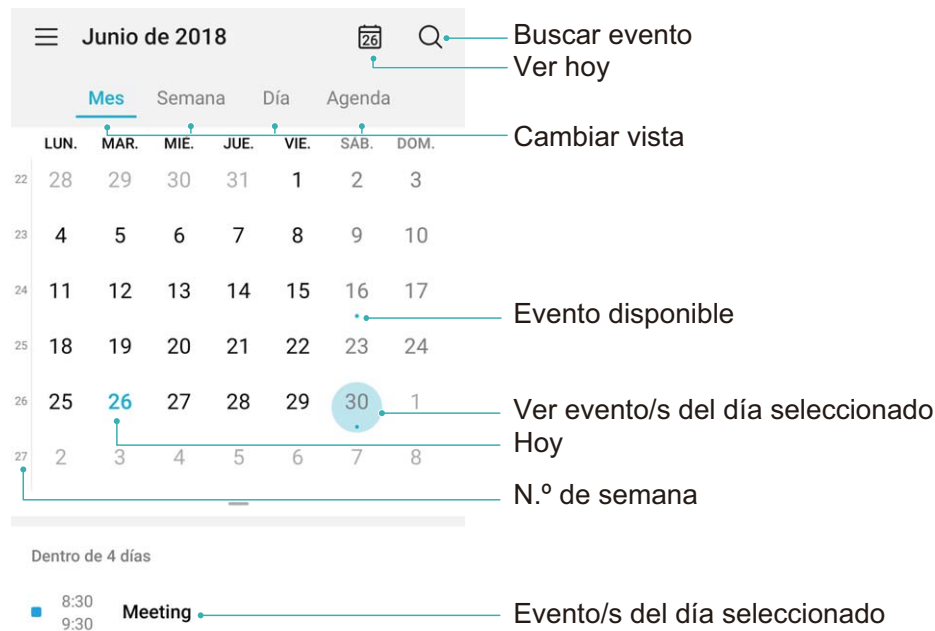 Junio de 2018 26 Buscar evento
Ver hoy
Mes Semana Día Agenda
Cambiar vista
LUN. MAR. MIÉ. JUE. VIE. SÁB. DOM.
22 28 29 30 31 1 2 3
23 4 5 6 7 8 9 10
24 11 12 13 14 15 16 17
Evento disponible
25 18 19 20 21 22 23 24
26 25 26 27 28 29 30 1
Ver evento/s del día seleccionado
Hoy
27 2 3 4 5 6 7 8
N.º de semana
Dentro de 4 días
8:30
Meeting Evento/s del día seleccionado
9:30